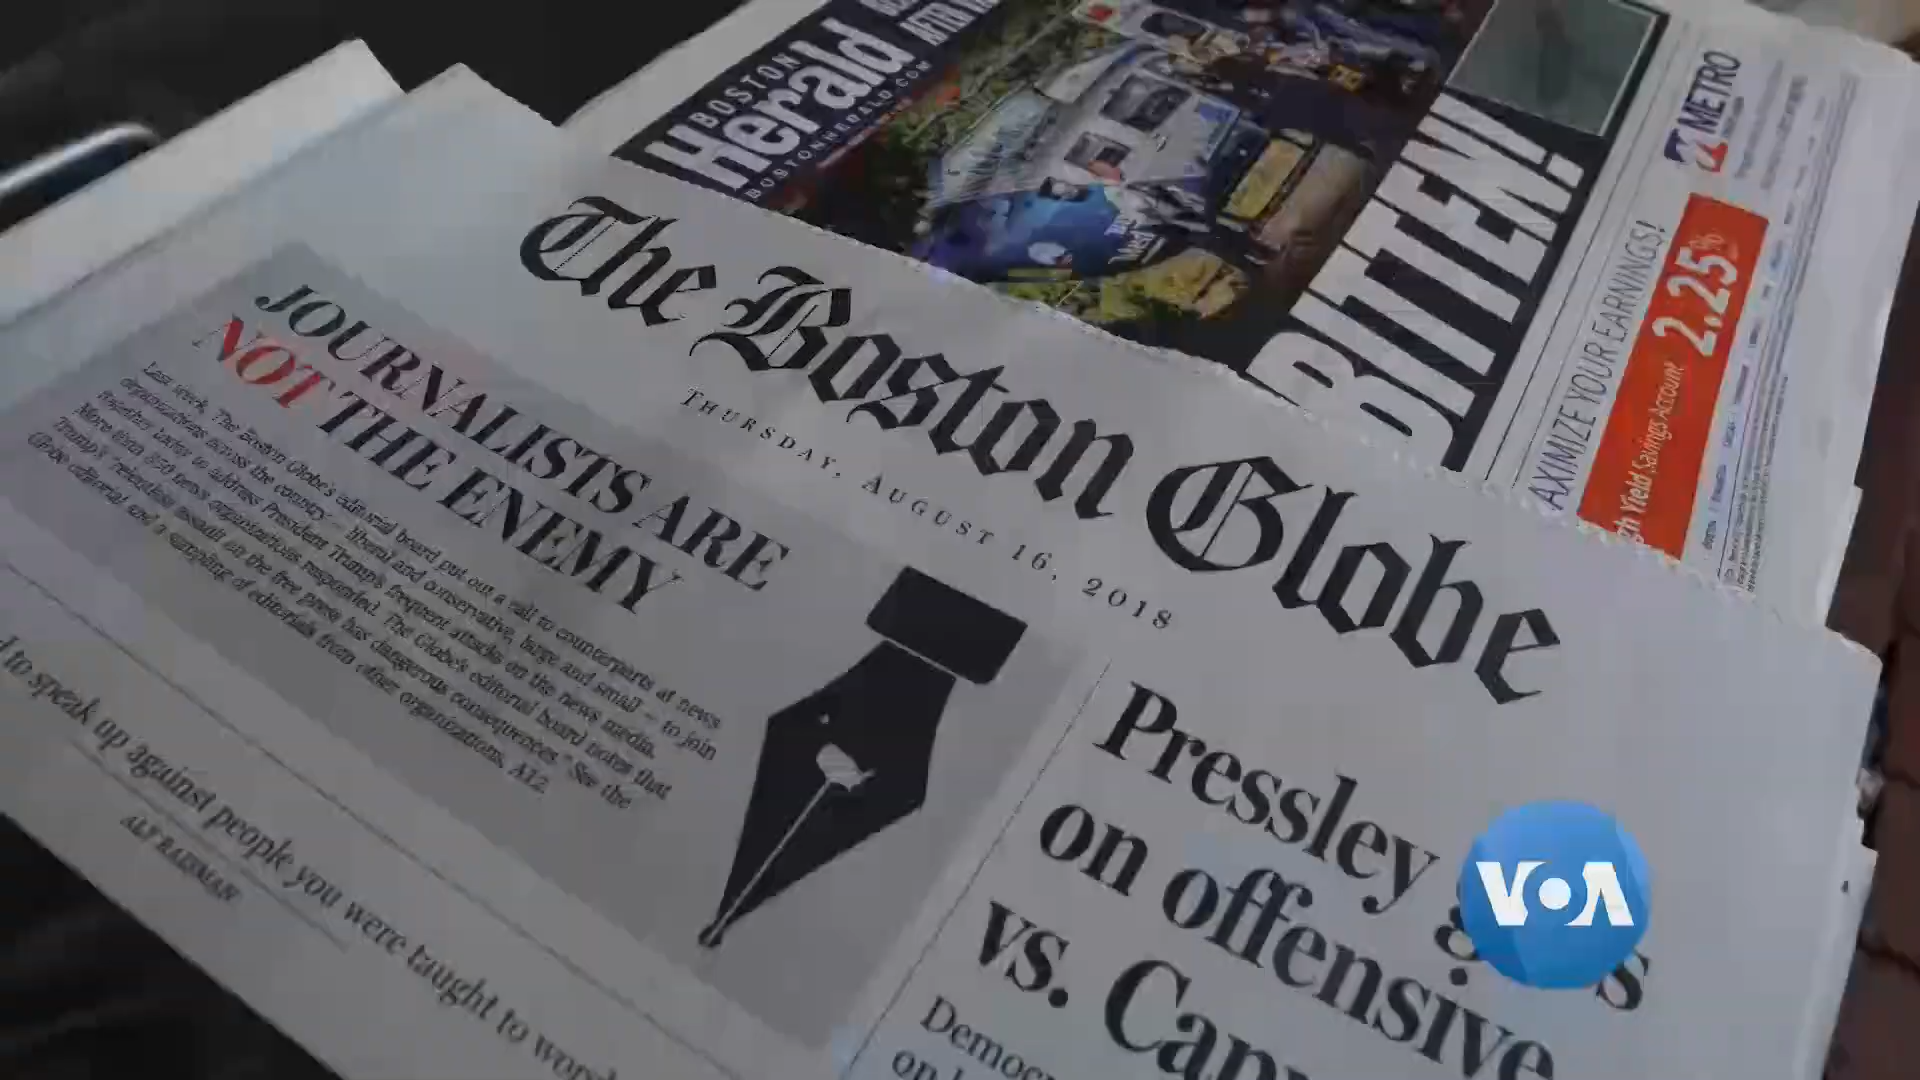 BOSTON
Herald
BOSTONHERALD.COM
BITTEN!
METRO
AXIMIZE YOUR EARNINGS!
Yield Savings Account 2.25%
The Boston Globe
THURSDAY, AUGUST 16, 2018
JOURNALISTS ARE
NOT THE ENEMY
Last week, The Boston Globe's editorial board put out a call to counterparts at news
organizations across the country — liberal and conservative, large and small — to join
together today to address President Trump's frequent attacks on the news media.
More than 350 news organizations responded. The Globe's editorial board notes that
Trump's "relentless assault on the free press has dangerous consequences." See the
Globe editorial, and a sampling of editorials from other organizations, A12.
to speak up against people you were taught to
ALF RADMAN
Pressley
on offensive
vs. Cap
Democ
on
VOA